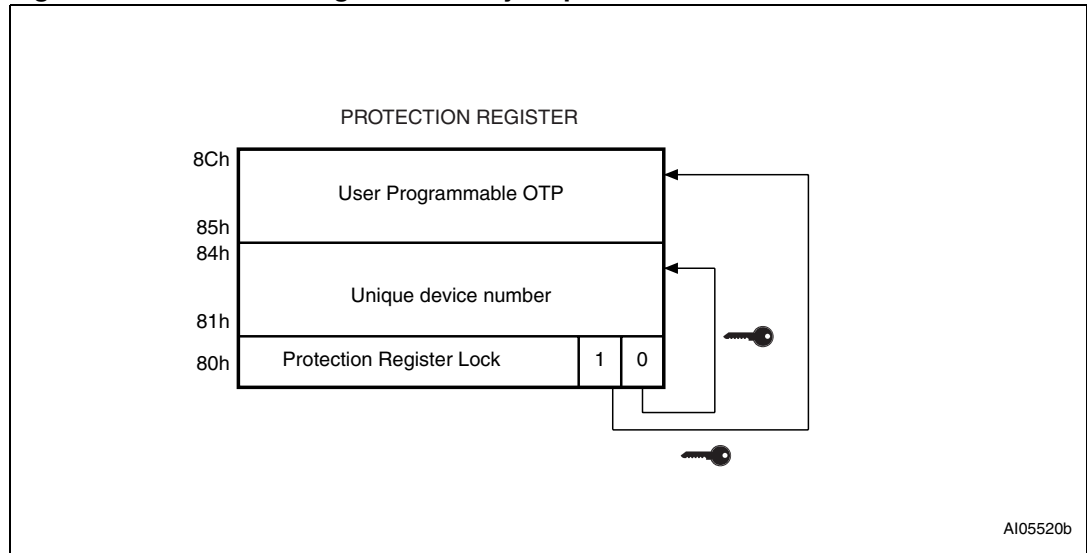 PROTECTION REGISTER
8Ch
User Programmable OTP
85h
84h
Unique device number
81h
80h
Protection Register Lock
1
0
AI05520b